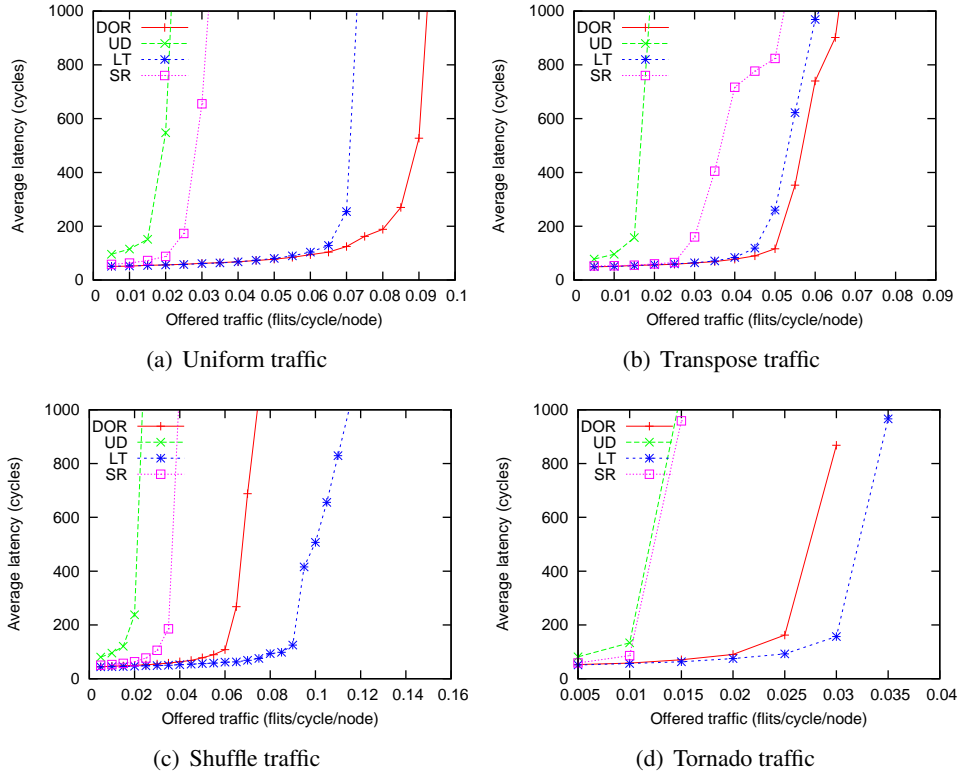 1000
800
600
400
200
0
0
0.01
0.02
0.03
0.04
0.05
0.06
0.07
0.08
0.09
0.1
Average latency (cycles)
Offered traffic (flits/cycle/node)
DOR
UD
LT
SR
(a) Uniform traffic
1000
800
600
400
200
0
0
0.01
0.02
0.03
0.04
0.05
0.06
0.07
0.08
0.09
Average latency (cycles)
Offered traffic (flits/cycle/node)
DOR
UD
LT
SR
(b) Transpose traffic
1000
800
600
400
200
0
0
0.02
0.04
0.06
0.08
0.1
0.12
0.14
0.16
Average latency (cycles)
Offered traffic (flits/cycle/node)
DOR
UD
LT
SR
(c) Shuffle traffic
1000
800
600
400
200
0
0.005
0.01
0.015
0.02
0.025
0.03
0.035
0.04
Average latency (cycles)
Offered traffic (flits/cycle/node)
DOR
UD
LT
SR
(d) Tornado traffic